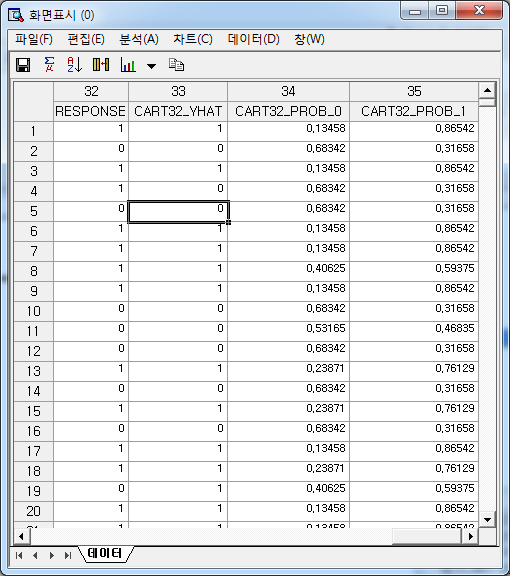 화면표시 (0)
파일(F) 편집(E) 분석(A) 차트(C) 데이터(D) 창(W)
32 33 34 35
RESPONSE CART32_YHAT CART32_PROB_0 CART32_PROB_1
1 1 1 0,13458 0,86542
2 0 0 0,68342 0,31658
3 1 1 0,13458 0,86542
4 1 0 0,68342 0,31658
5 0 0 0,68342 0,31658
6 1 1 0,13458 0,86542
7 1 1 0,13458 0,86542
8 1 1 0,40625 0,59375
9 1 1 0,13458 0,86542
10 0 0 0,68342 0,31658
11 0 0 0,53165 0,46835
12 0 0 0,68342 0,31658
13 1 1 0,23871 0,76129
14 0 0 0,68342 0,31658
15 1 1 0,23871 0,76129
16 0 0 0,68342 0,31658
17 1 1 0,13458 0,86542
18 1 1 0,23871 0,76129
19 0 1 0,40625 0,59375
20 1 1 0,13458 0,86542
21 1 1 0,13458 0,86542
데이터